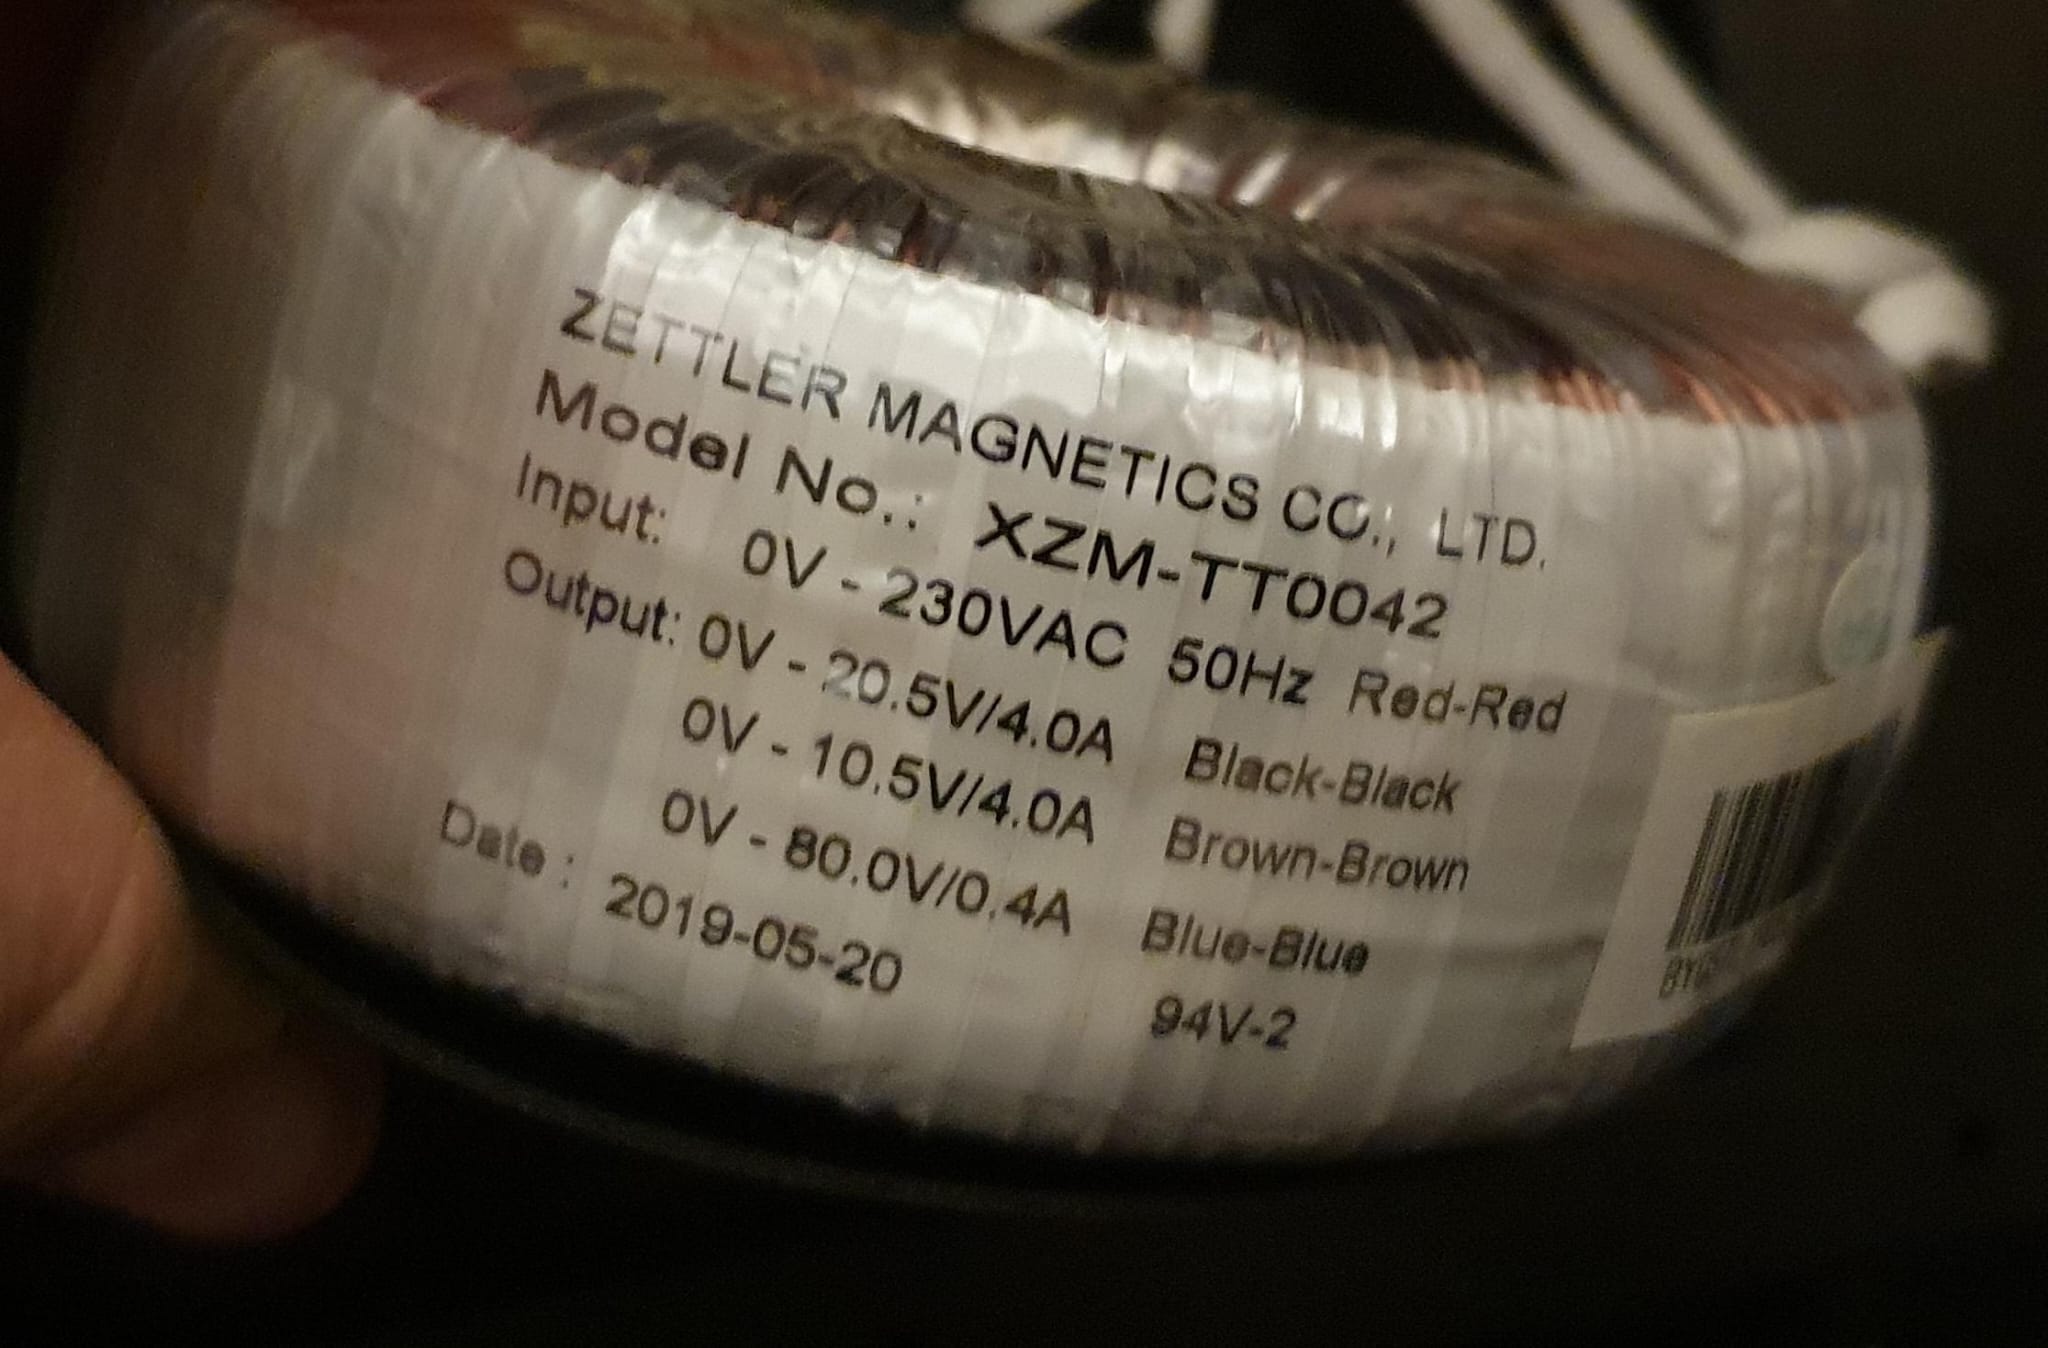 ZETTLER MAGNETICS CO., LTD.
Model No.: XZM-TT0042
Input: 0V - 230VAC 50Hz Red-Red
Output: 0V - 20.5V/4.0A Black-Black
0V - 10.5V/4.0A Brown-Brown
0V - 80.0V/0.4A Blue-Blue
Date : 2019-05-20 94V-2